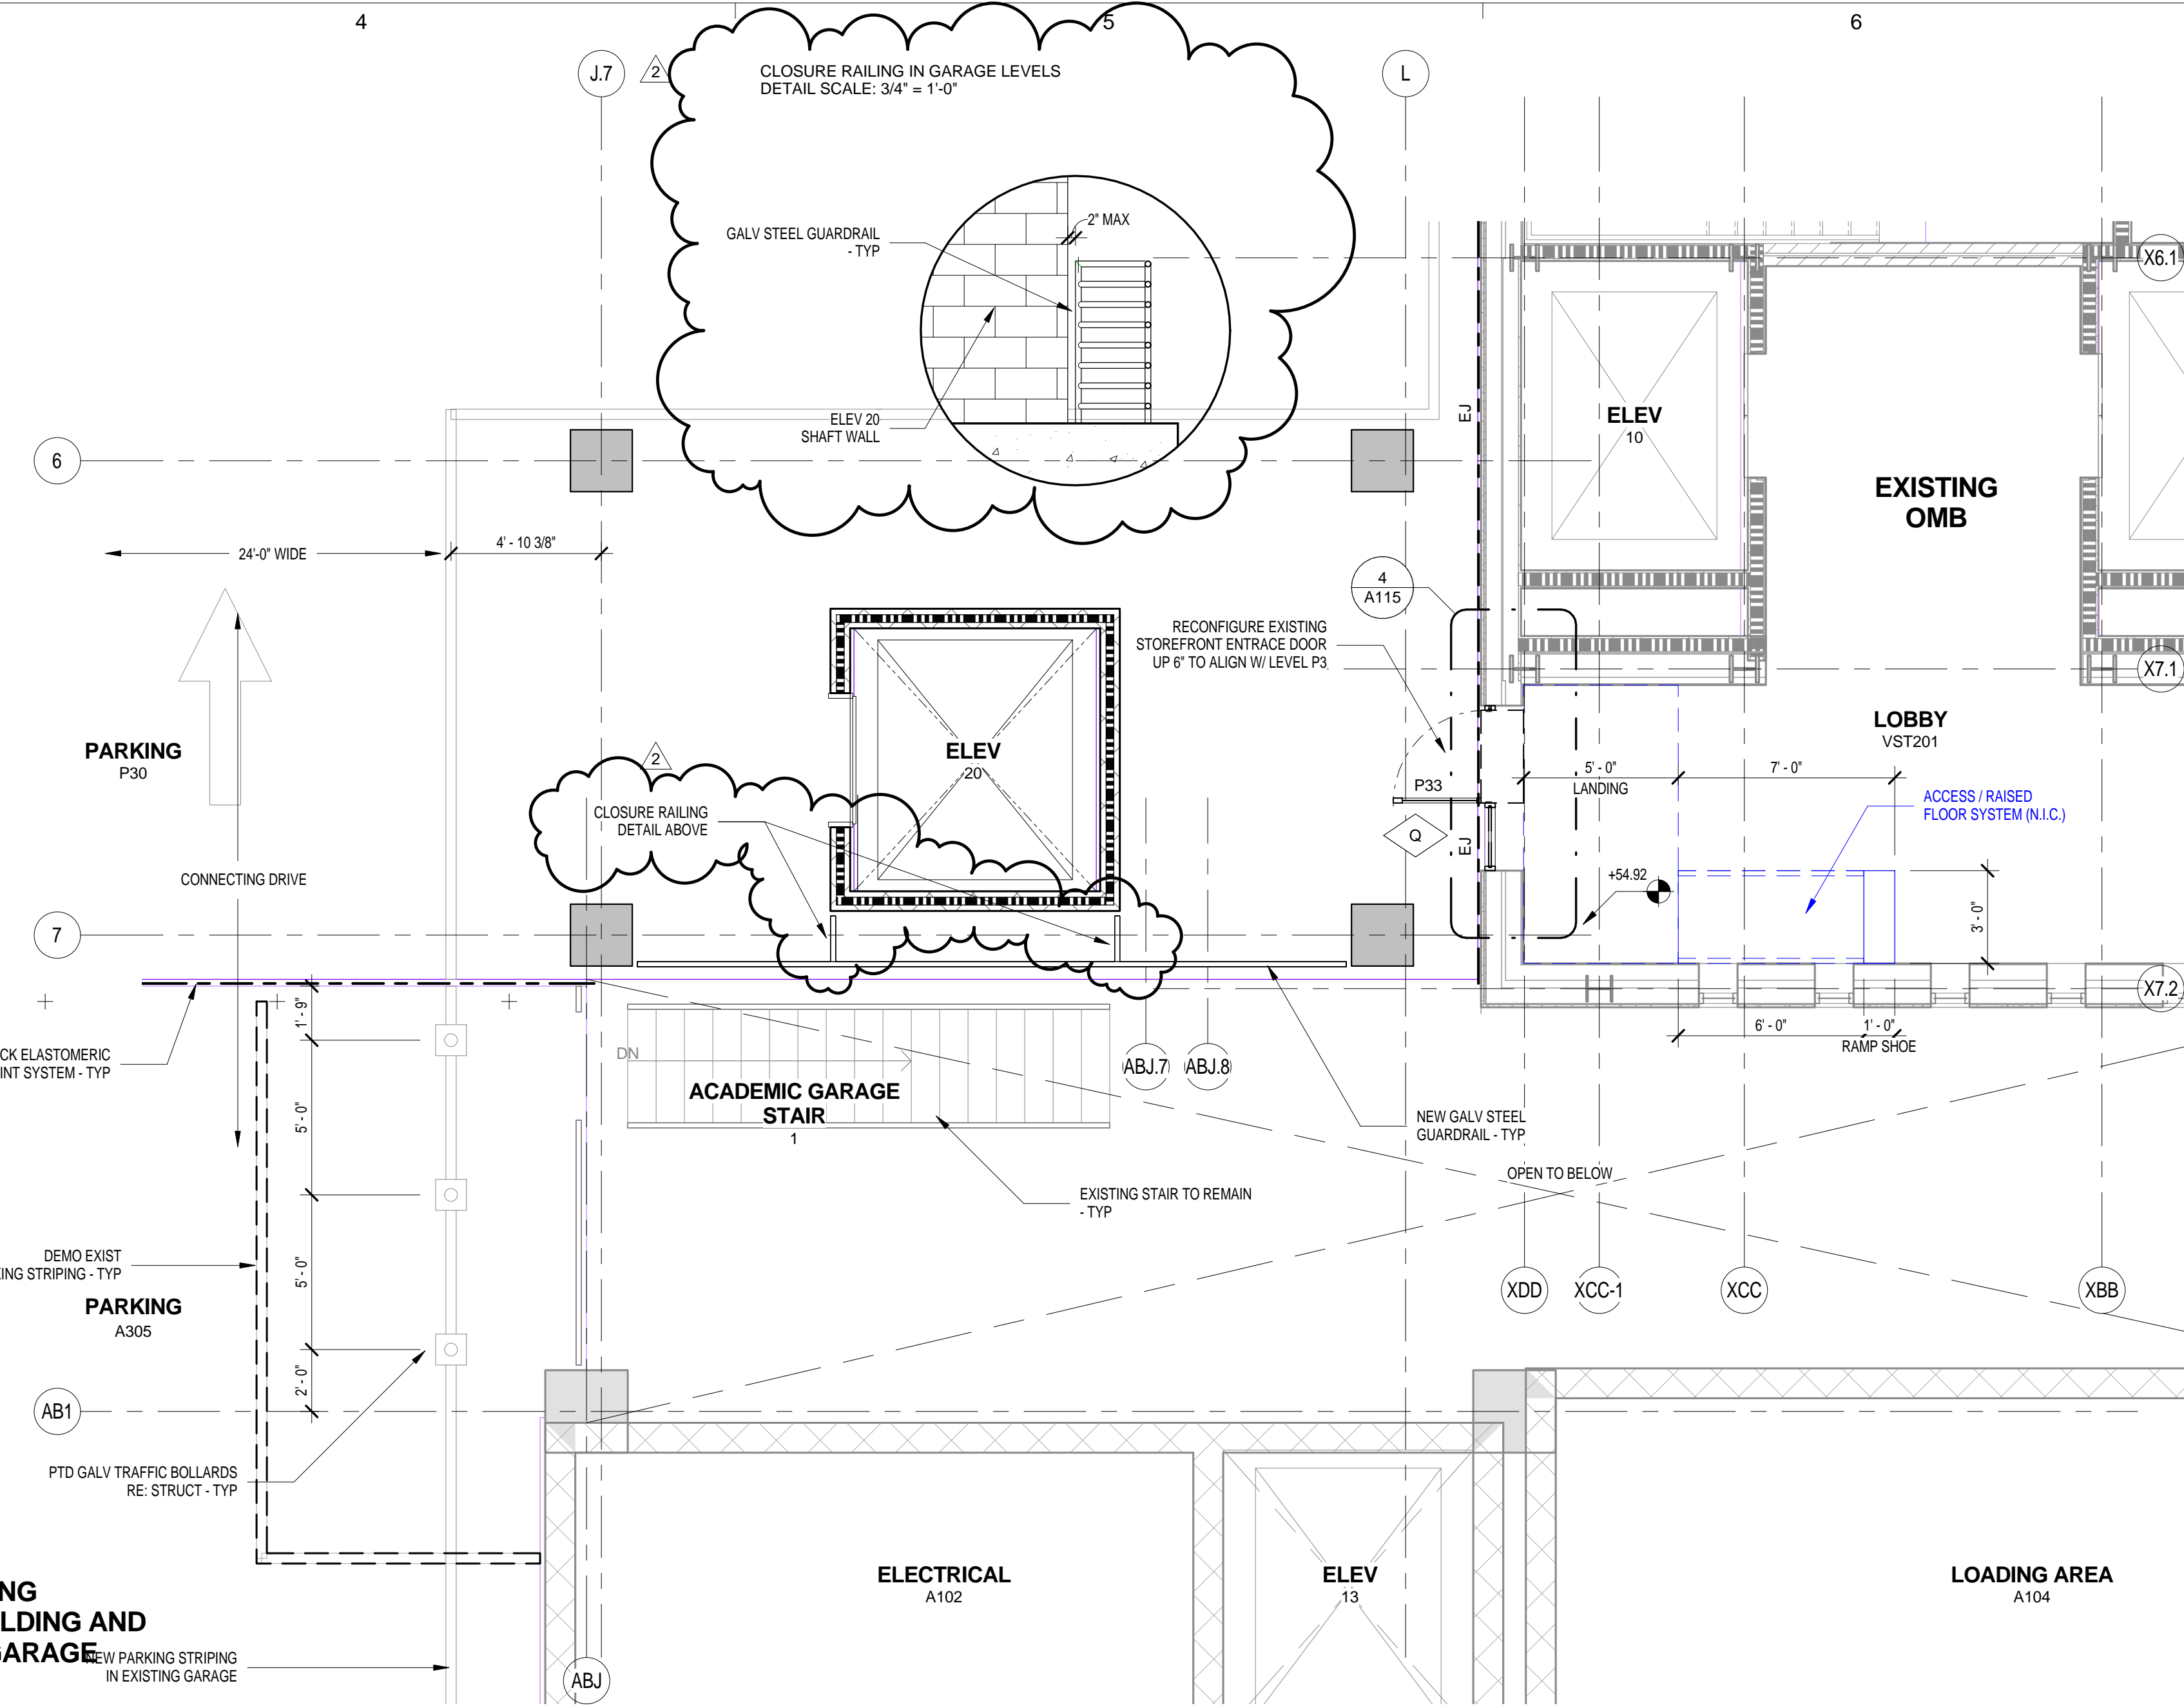 4
5
6
J.7
2
CLOSURE RAILING IN GARAGE LEVELS
DETAIL SCALE: 3/4" = 1'-0"
L
GALV STEEL GUARDRAIL
- TYP
2" MAX
ELEV 20
SHAFT WALL
X6.1
ELEV
10
EJ
EXISTING
OMB
6
24'-0" WIDE
4' - 10 3/8"
4
A115
RECONFIGURE EXISTING
STOREFRONT ENTRACE DOOR
UP 6" TO ALIGN W/ LEVEL P3
X7.1
LOBBY
VST201
PARKING
P30
ELEV
20
2
CLOSURE RAILING
DETAIL ABOVE
P33
Q
EJ
5' - 0"
LANDING
7' - 0"
ACCESS / RAISED
FLOOR SYSTEM (N.I.C.)
+54.92
3' - 0"
CONNECTING DRIVE
7
X7.2
6' - 0"
1' - 0"
RAMP SHOE
1' - 9"
CK ELASTOMERIC
INT SYSTEM - TYP
DN
ACADEMIC GARAGE
STAIR
1
ABJ.7
ABJ.8
NEW GALV STEEL
GUARDRAIL - TYP
OPEN TO BELOW
5' - 0"
EXISTING STAIR TO REMAIN
- TYP
DEMO EXIST
KING STRIPING - TYP
5' - 0"
XDD
XCC-1
XCC
XBB
PARKING
A305
2' - 0"
AB1
PTD GALV TRAFFIC BOLLARDS
RE: STRUCT - TYP
ELECTRICAL
A102
ELEV
13
LOADING AREA
A104
NG
LDING AND
GARAGE
NEW PARKING STRIPING
IN EXISTING GARAGE
ABJ